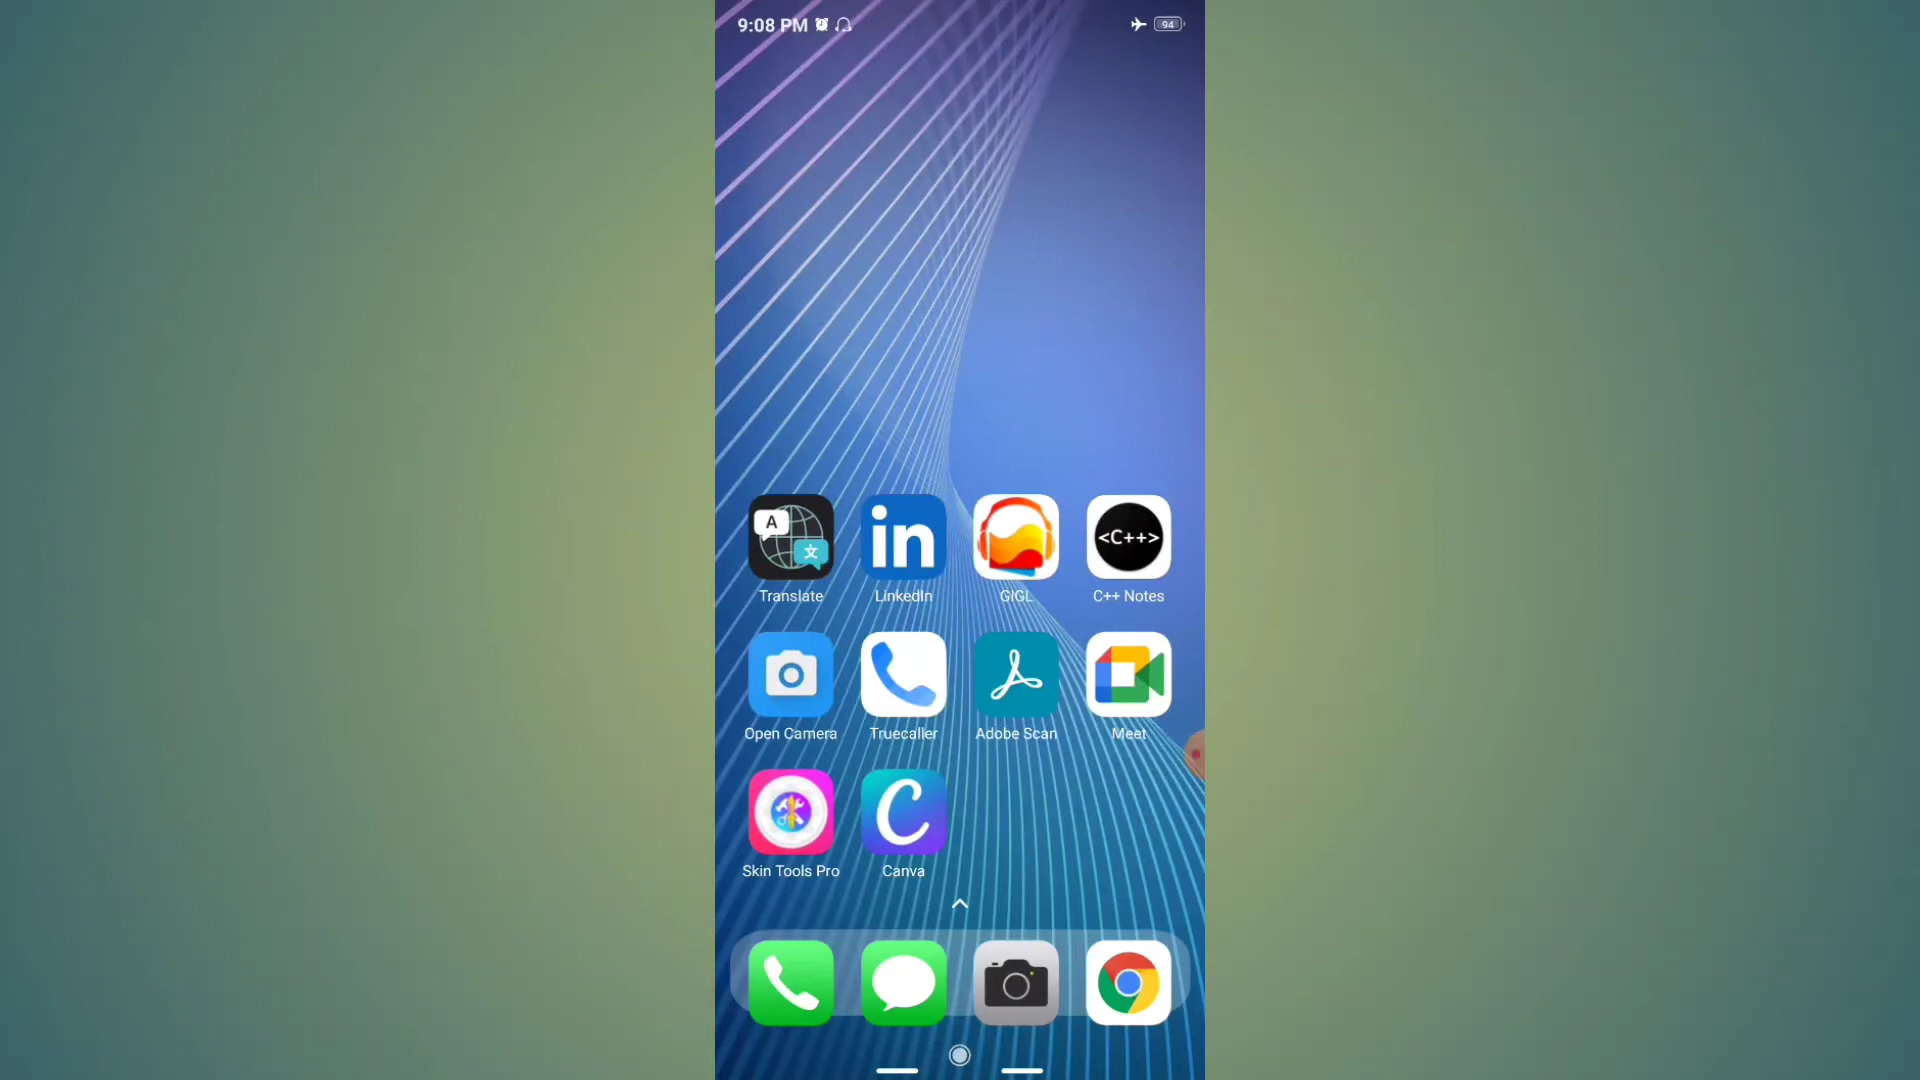 9:08 PM 94
A 文 in <C++>
Translate LinkedIn GIGL C++ Notes
Open Camera Truecaller Adobe Scan Meet
C
Skin Tools Pro Canva